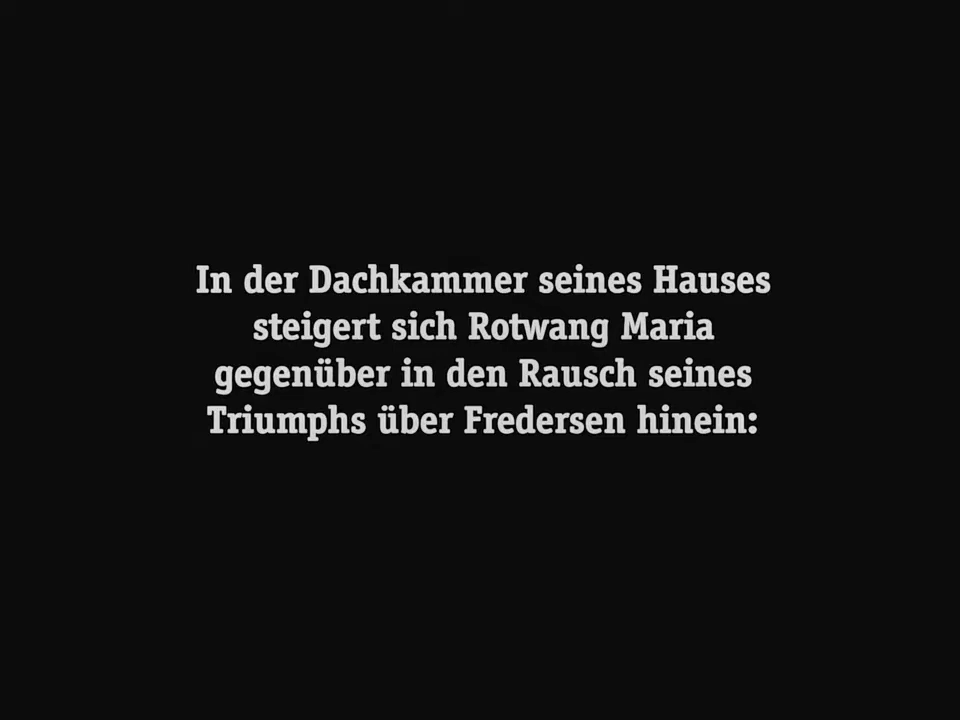 In der Dachkammer seines Hauses
steigert sich Rotwang Maria
gegenüber in den Rausch seines
Triumphs über Fredersen hinein: